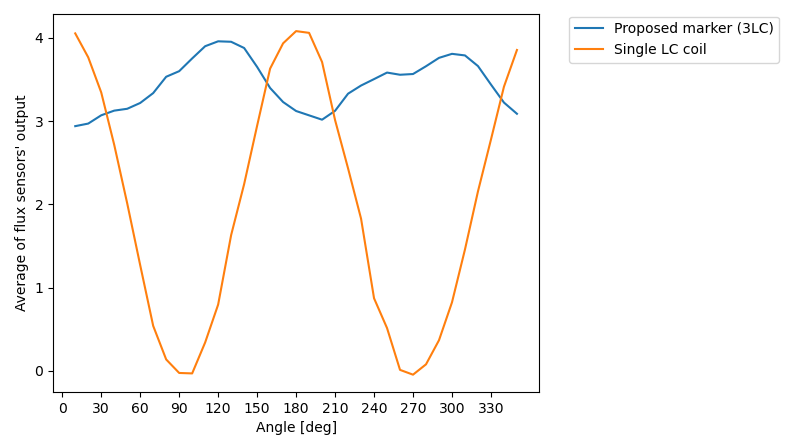 Proposed marker (3LC)
Single LC coil
Average of flux sensors' output
4
3
2
1
0
0 30 60 90 120 150 180 210 240 270 300 330
Angle [deg]